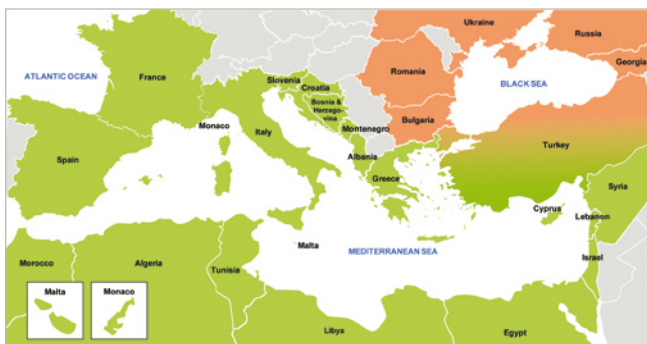 Ukraine
Russia
ATLANTIC OCEAN
France
Romania
BLACK SEA
Georgia
Slovenia
Croatia
Bosnia &
Herzego-
vina
Monaco
Italy
Montenegro
Bulgaria
Spain
Albania
Turkey
Greece
Syria
Cyprus
Lebanon
Malta
MEDITERRANEAN SEA
Israel
Morocco
Algeria
Tunisia
Malta
Monaco
Libya
Egypt